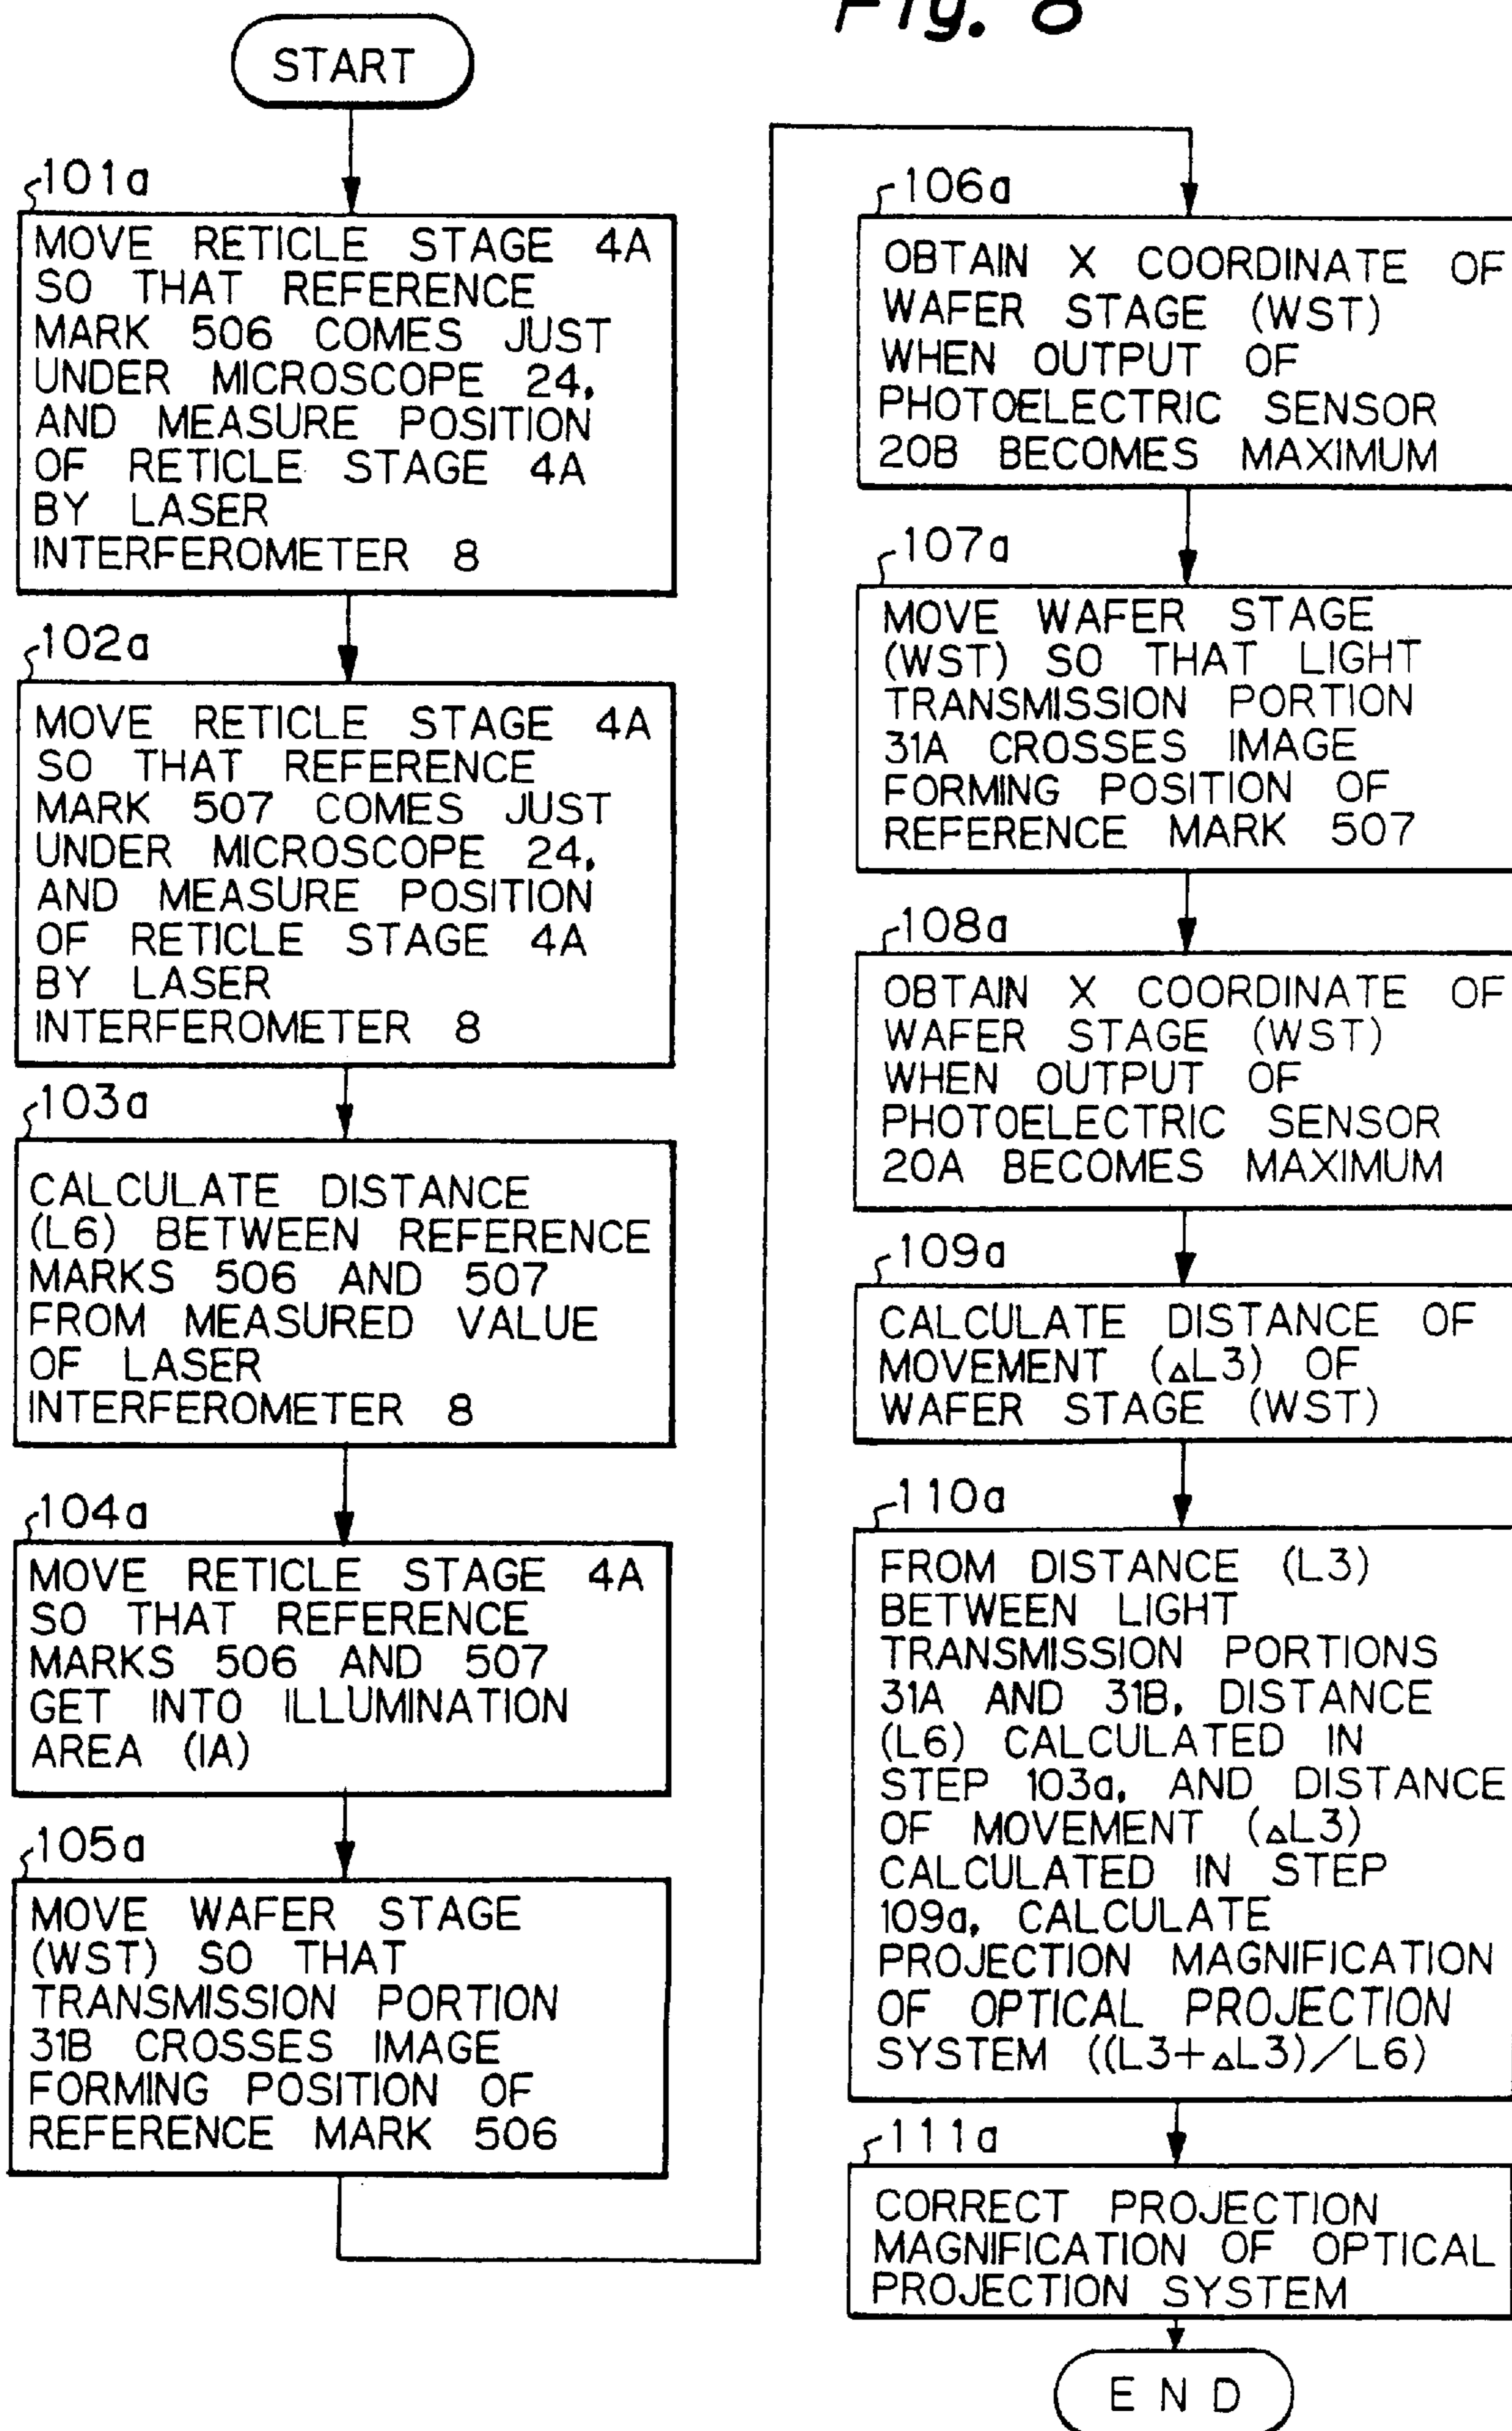 Fig. 8
START
101a
MOVE RETICLE STAGE 4A
SO THAT REFERENCE
MARK 506 COMES JUST
UNDER MICROSCOPE 24,
AND MEASURE POSITION
OF RETICLE STAGE 4A
BY LASER
INTERFEROMETER 8
102a
MOVE RETICLE STAGE 4A
SO THAT REFERENCE
MARK 507 COMES JUST
UNDER MICROSCOPE 24,
AND MEASURE POSITION
OF RETICLE STAGE 4A
BY LASER
INTERFEROMETER 8
103a
CALCULATE DISTANCE
(L6) BETWEEN REFERENCE
MARKS 506 AND 507
FROM MEASURED VALUE
OF LASER
INTERFEROMETER 8
104a
MOVE RETICLE STAGE 4A
SO THAT REFERENCE
MARKS 506 AND 507
GET INTO ILLUMINATION
AREA (IA)
105a
MOVE WAFER STAGE
(WST) SO THAT
TRANSMISSION PORTION
31B CROSSES IMAGE
FORMING POSITION OF
REFERENCE MARK 506
106a
OBTAIN X COORDINATE OF
WAFER STAGE (WST)
WHEN OUTPUT OF
PHOTOELECTRIC SENSOR
20B BECOMES MAXIMUM
107a
MOVE WAFER STAGE
(WST) SO THAT LIGHT
TRANSMISSION PORTION
31A CROSSES IMAGE
FORMING POSITION OF
REFERENCE MARK 507
108a
OBTAIN X COORDINATE OF
WAFER STAGE (WST)
WHEN OUTPUT OF
PHOTOELECTRIC SENSOR
20A BECOMES MAXIMUM
109a
CALCULATE DISTANCE OF
MOVEMENT (△L3) OF
WAFER STAGE (WST)
110a
FROM DISTANCE (L3)
BETWEEN LIGHT
TRANSMISSION PORTIONS
31A AND 31B, DISTANCE
(L6) CALCULATED IN
STEP 103a, AND DISTANCE
OF MOVEMENT (△L3)
CALCULATED IN STEP
109a, CALCULATE
PROJECTION MAGNIFICATION
OF OPTICAL PROJECTION
SYSTEM ((L3+△L3)/L6)
111a
CORRECT PROJECTION
MAGNIFICATION OF OPTICAL
PROJECTION SYSTEM
END